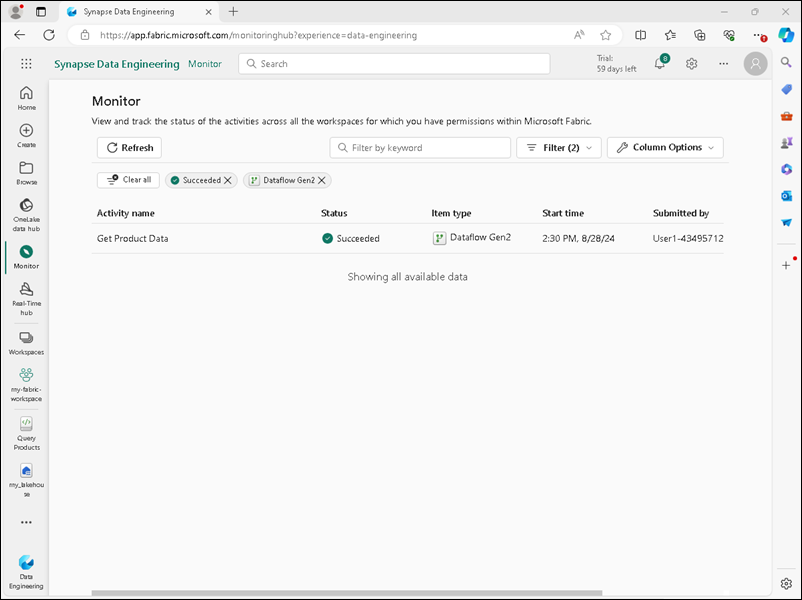 Synapse Data Engineering
https://app.fabric.microsoft.com/monitoringhub?experience=data-engineering
Synapse Data Engineering Monitor
Search
Trial:
59 days left
8
Home
Create
Browse
OneLake
data hub
Monitor
Real-Time
hub
Workspaces
my-fabric-
workspace
Query
Products
my_lakehou
se
Data
Engineering
Monitor
View and track the status of the activities across all the workspaces for which you have permissions within Microsoft Fabric.
Refresh
Filter by keyword
Filter (2)
Column Options
Clear all
Succeeded
Dataflow Gen2
Activity name Status Item type Start time Submitted by
Get Product Data Succeeded Dataflow Gen2 2:30 PM, 8/28/24 User1-43495712
Showing all available data